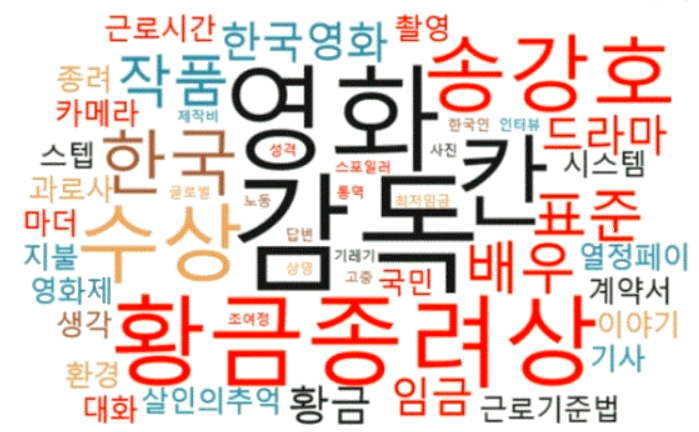 근로시간 한국영화 촬영
종려 작품 영화 송강호
카메라 제작비 한국인 인터뷰 드라마
스텝 한국 성격 스포일러 사진 칸 시스템
과로사 글로벌 노동 통역 최저임금
마더 수상 감독 답변 표준
지불 상영 기레기 배우 열정페이
영화제 고충 국민 계약서
생각 황금종려상 조여정 이야기
환경 기사
대화 살인의추억 황금 임금 근로기준법